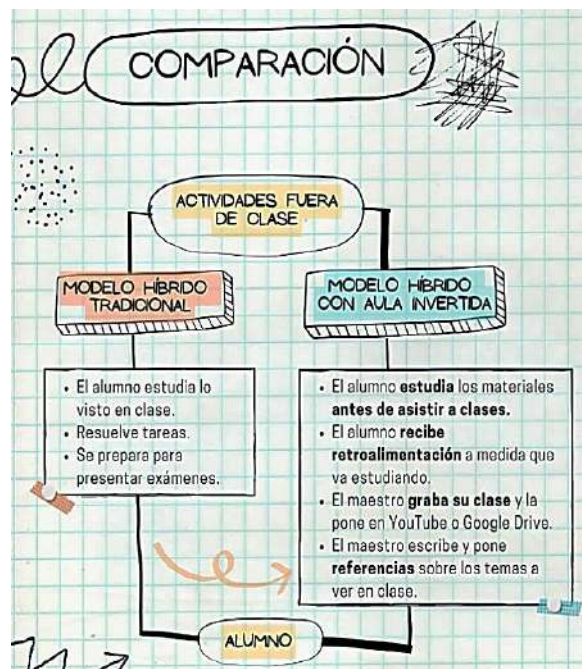 COMPARACIÓN
ACTIVIDADES FUERA
DE CLASE
MODELO HÍBRIDO
TRADICIONAL
MODELO HÍBRIDO
CON AULA INVERTIDA
• El alumno estudia lo
visto en clase.
• Resuelve tareas.
• Se prepara para
presentar exámenes.
• El alumno estudia los materiales
antes de asistir a clases.
• El alumno recibe
retroalimentación a medida que
va estudiando.
• El maestro graba su clase y la
pone en YouTube o Google Drive.
• El maestro escribe y pone
referencias sobre los temas a
ver en clase.
ALUMNO